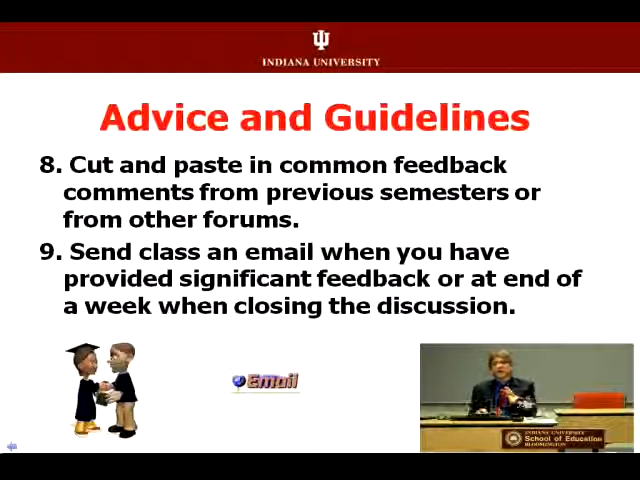 INDIANA UNIVERSITY
Advice and Guidelines
8. Cut and paste in common feedback
comments from previous semesters or
from other forums.
9. Send class an email when you have
provided significant feedback or at end of
a week when closing the discussion.
Email
INDIANA UNIVERSITY
School of Education
BLOOMINGTON